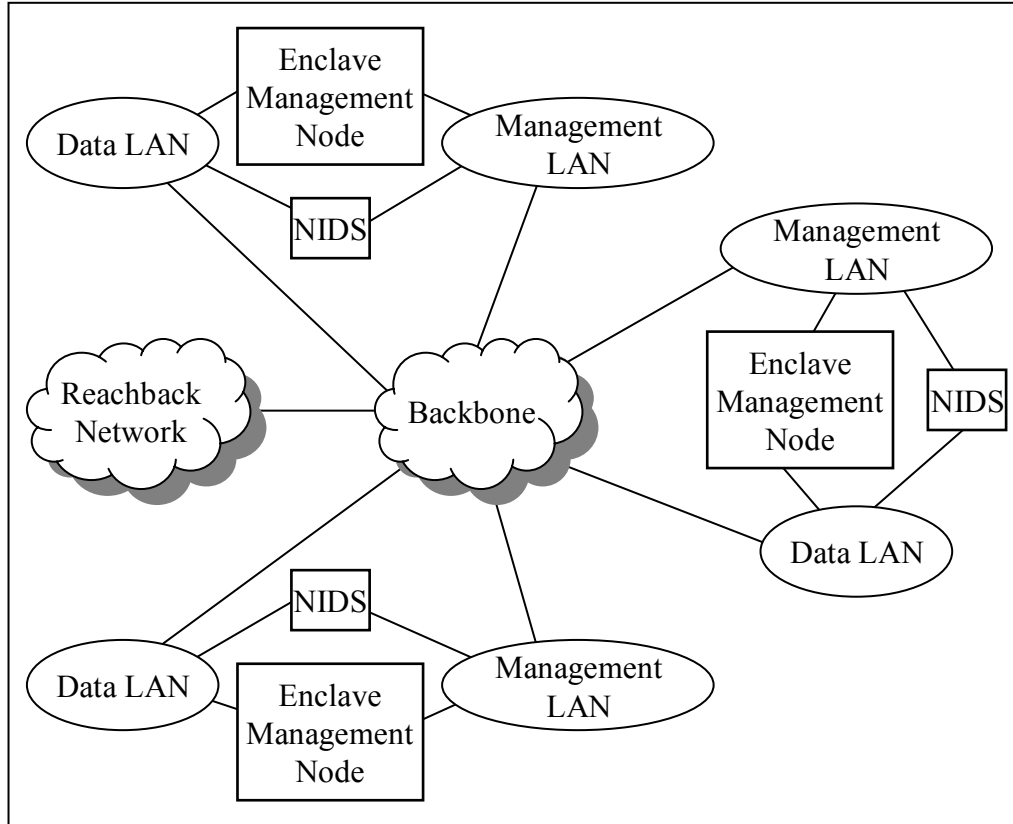 Enclave
Management
Node
Data LAN
Management
LAN
NIDS
Management
LAN
Enclave
Management
Node
NIDS
Reachback
Network
Backbone
Data LAN
NIDS
Data LAN
Enclave
Management
Node
Management
LAN